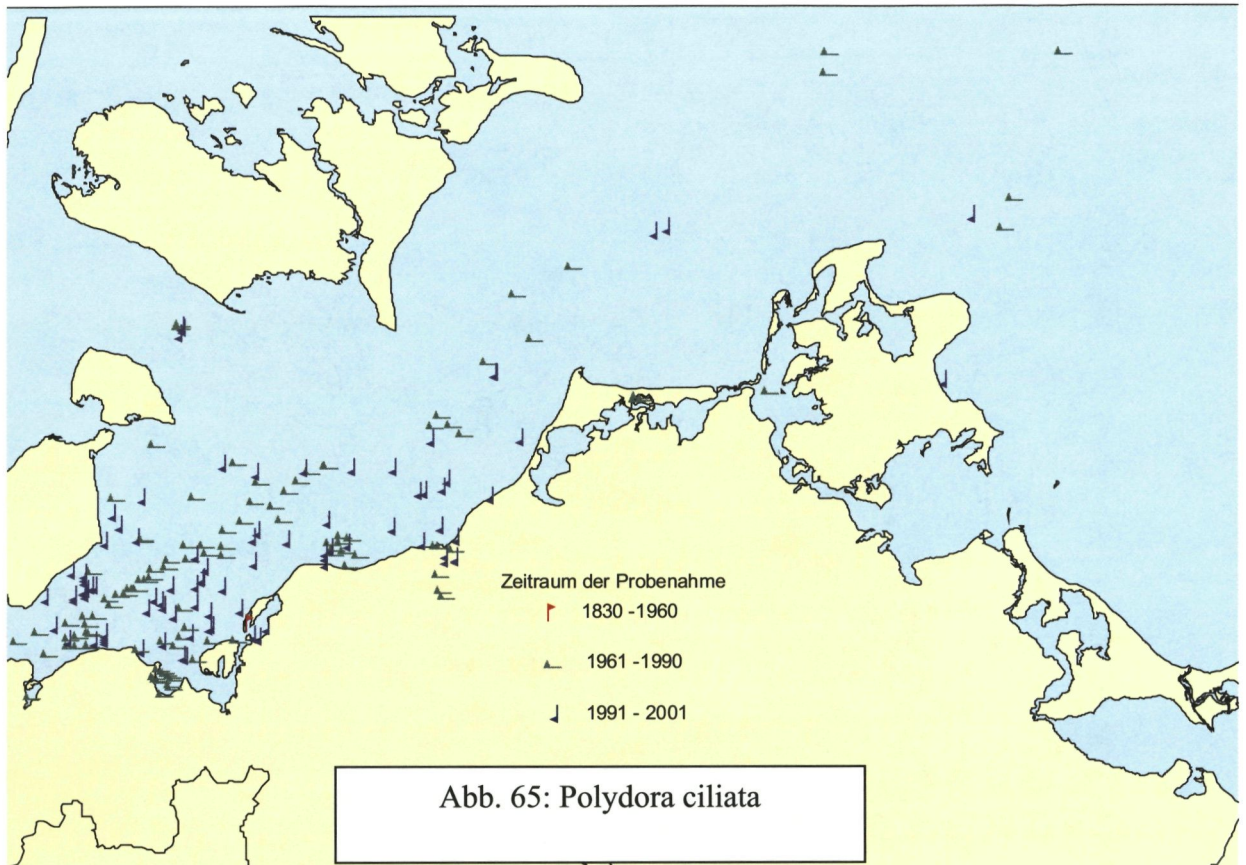 Zeitraum der Probenahme
1830 -1960
1961 -1990
1991 - 2001
Abb. 65: Polydora ciliata